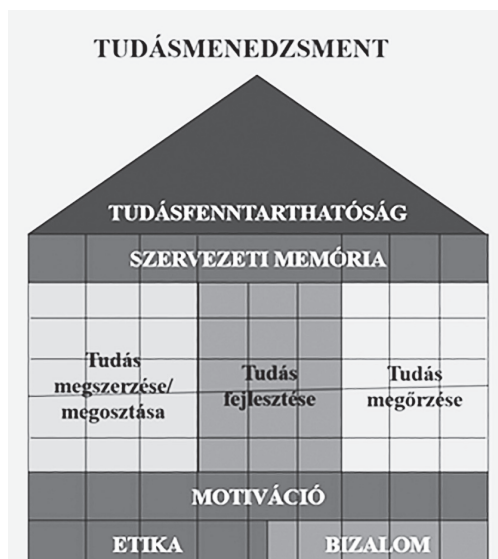 TUDÁSMENEDZSMENT
TUDÁSFENNTARTHATÓSÁG
SZERVEZETI MEMÓRIA
Tudás
megszerzése/
megosztása
Tudás
fejlesztése
Tudás
megőrzése
MOTIVÁCIÓ
ETIKA
BIZALOM